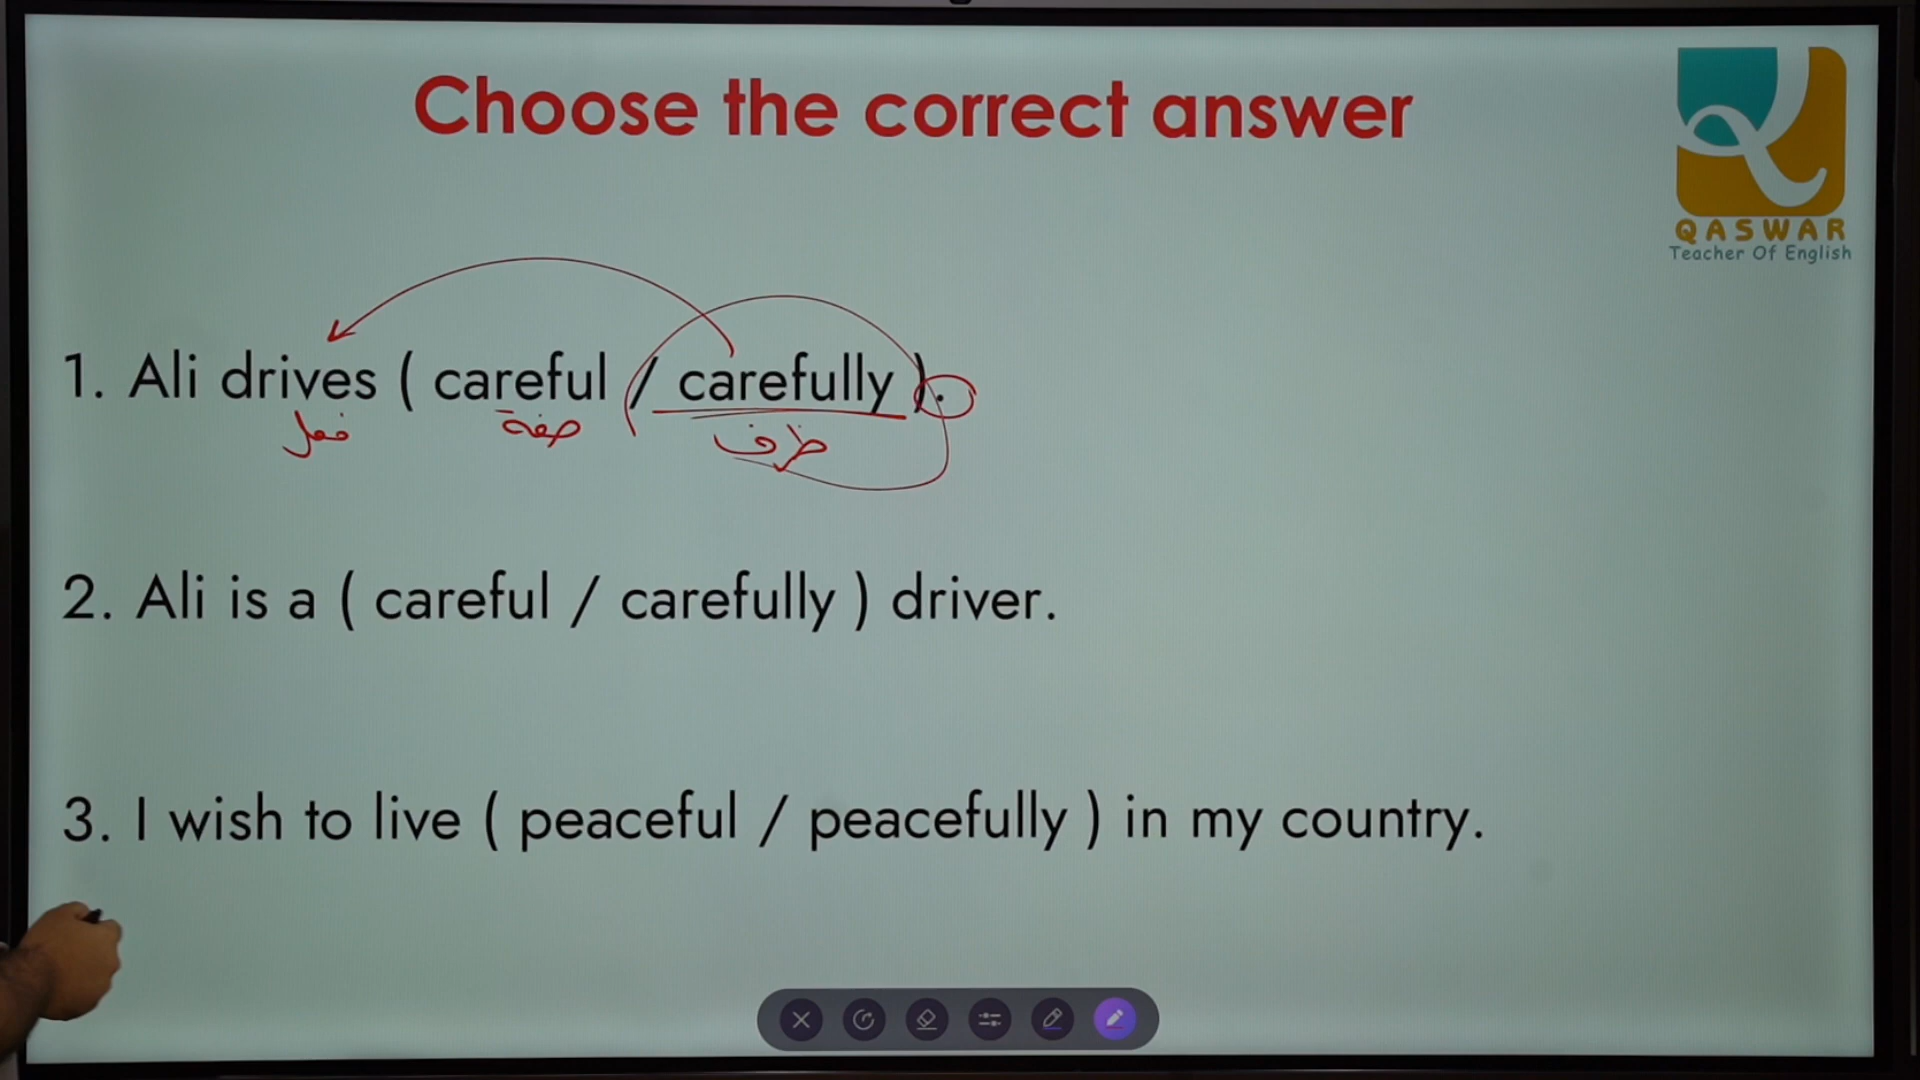 Choose the correct answer
QASWAR
Teacher Of English
1. Ali drives ( careful / carefully ).
فعل صفة ظرف
2. Ali is a ( careful / carefully ) driver.
3. I wish to live ( peaceful / peacefully ) in my country.